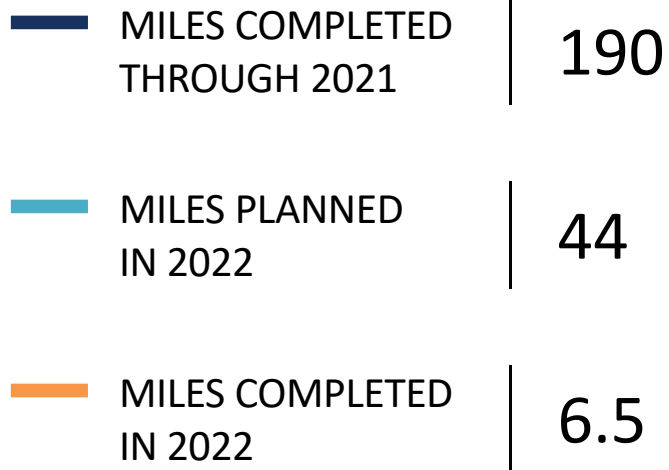 MILES COMPLETED
THROUGH 2021
190
MILES PLANNED
IN 2022
44
MILES COMPLETED
IN 2022
6.5